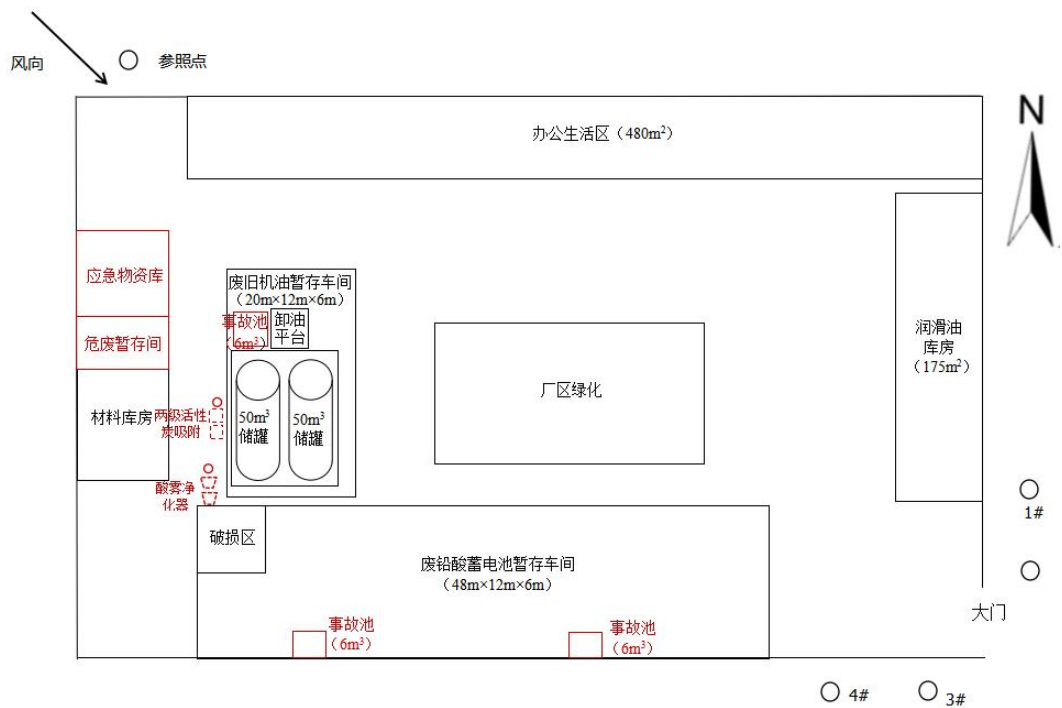 风向
参照点
N
办公生活区（480m²）
应急物资库
危废暂存间
材料库房
废旧机油暂存车间
（20m×12m×6m）
事故池
（6m³）
卸油
平台
50m³
储罐
50m³
储罐
两级活性
炭吸附
酸雾净
化器
厂区绿化
润滑油
库房
（175m²）
1#
大门
破损区
废铅酸蓄电池暂存车间
（48m×12m×6m）
事故池
（6m³）
事故池
（6m³）
4#
3#